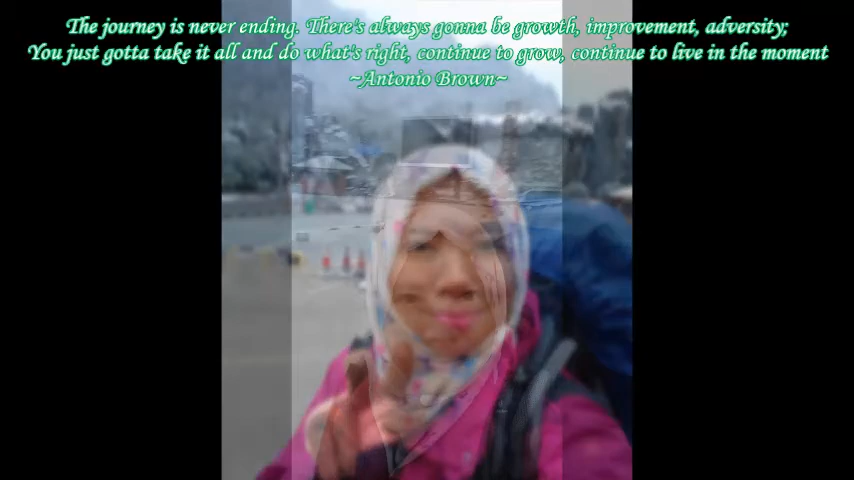 The journey is never ending. There's always gonna be growth, improvement, adversity;
You just gotta take it all and do what's right, continue to grow, continue to live in the moment
~Antonio Brown~